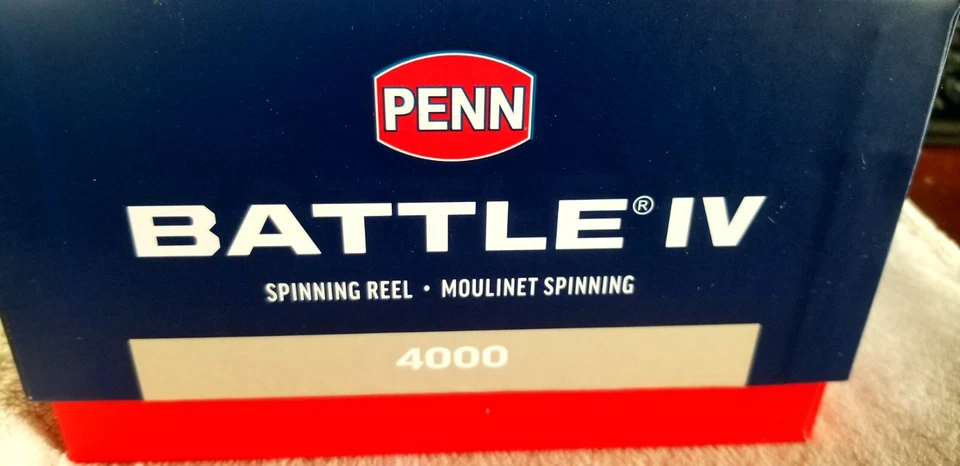 PENN
BATTLE® IV
SPINNING REEL • MOULINET SPINNING
4000